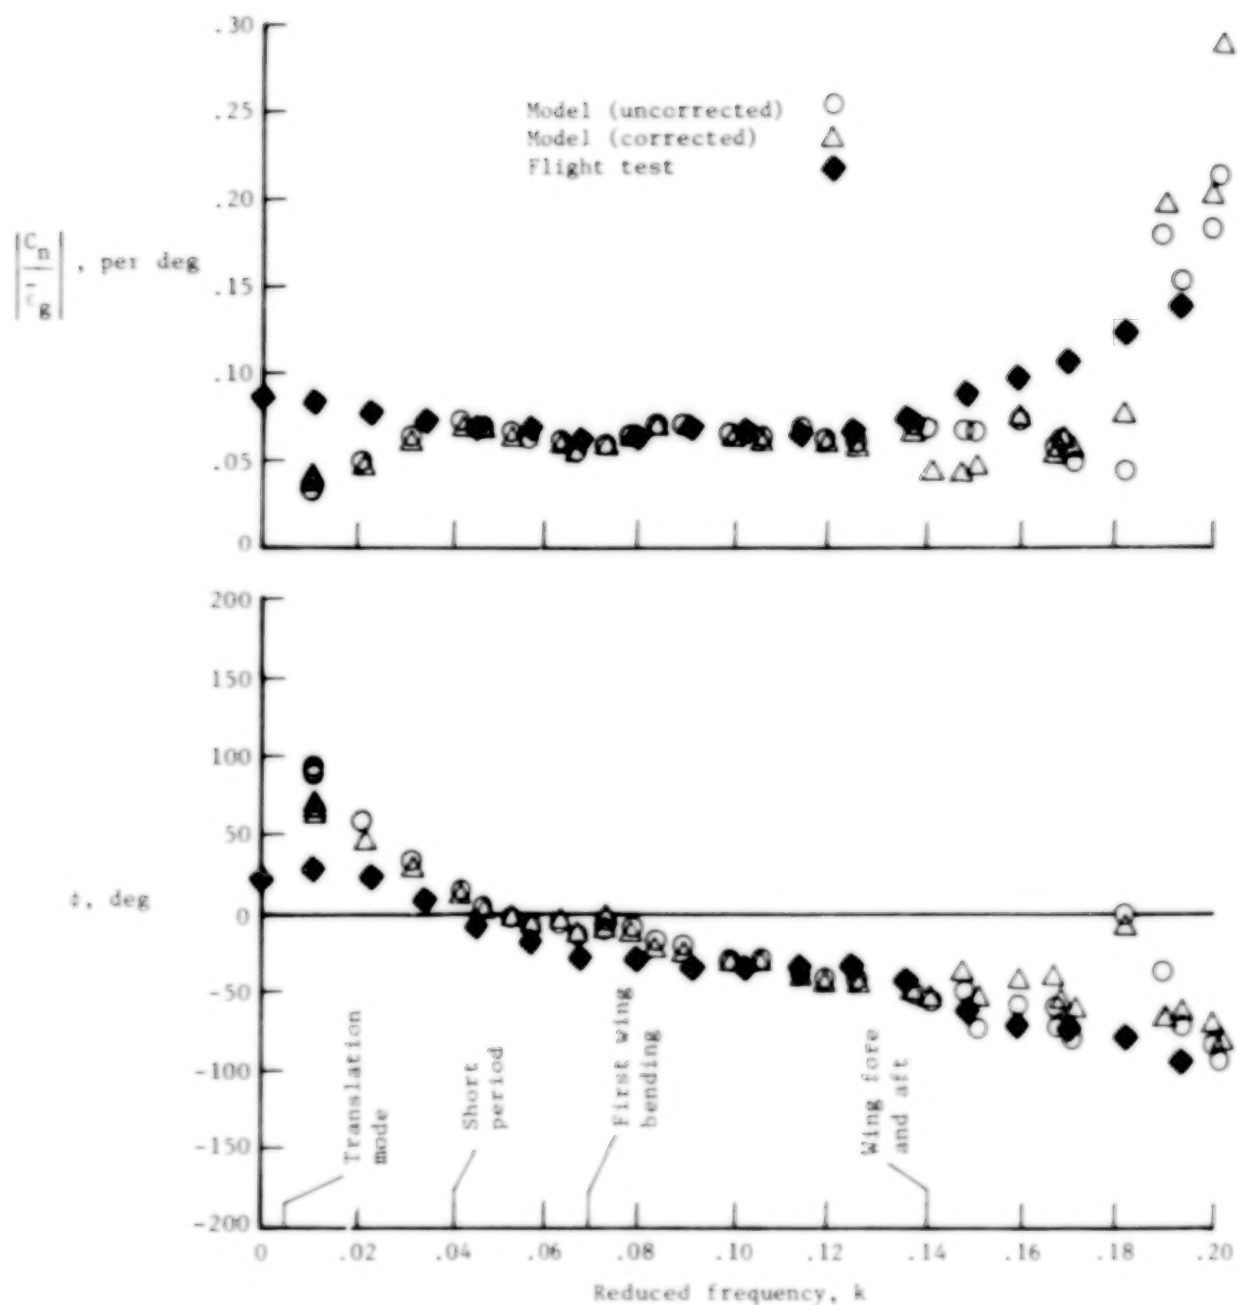 .30
.25
.20
.15
.10
.05
0
Model (uncorrected)
Model (corrected)
Flight test
, per deg
200
150
100
50
0
-50
-100
-150
-200
, deg
Translation
mode
Short
period
First wing
bending
Wing fore
and aft
0 .02 .04 .06 .08 .10 .12 .14 .16 .18 .20
Reduced frequency, k